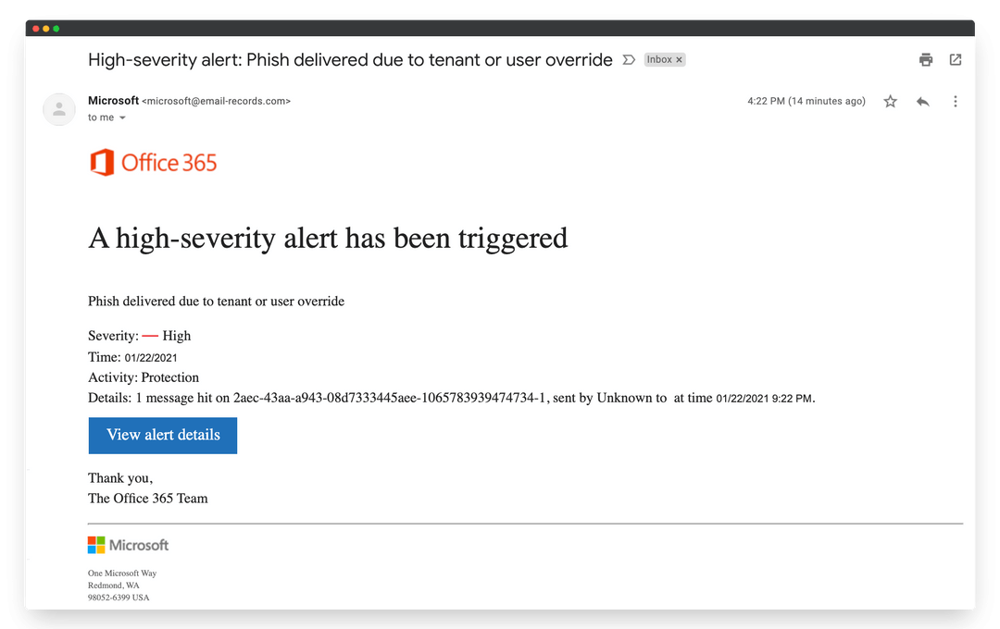 High-severity alert: Phish delivered due to tenant or user override Inbox x
Microsoft <microsoft@email-records.com> 4:22 PM (14 minutes ago)
to me
Office 365
A high-severity alert has been triggered
Phish delivered due to tenant or user override
Severity: — High
Time: 01/22/2021
Activity: Protection
Details: 1 message hit on 2aec-43aa-a943-08d7333445aee-1065783939474734-1, sent by Unknown to  at time 01/22/2021 9:22 PM.
View alert details
Thank you,
The Office 365 Team
Microsoft
One Microsoft Way
Redmond, WA
98052-6399 USA